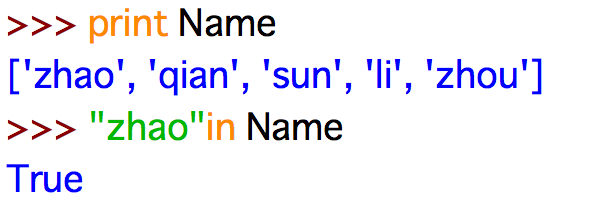 >>> print Name
['zhao', 'qian', 'sun', 'li', 'zhou']
>>> "zhao"in Name
True